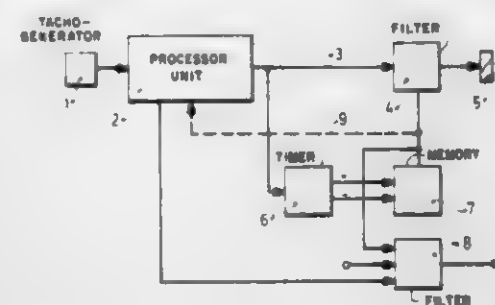 TACHO-
GENERATOR
PROCESSOR
UNIT
FILTER
3
1
2
4
5
9
TIMER
MEMORY
6
7
8
FILTER